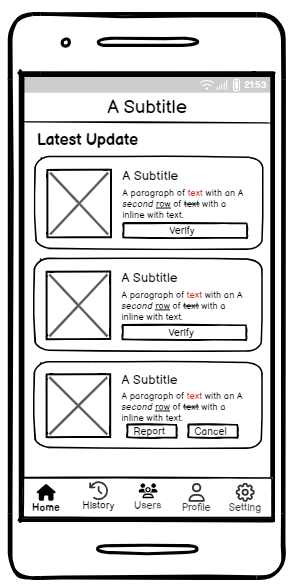 21:53
A Subtitle
Latest Update
A Subtitle
A paragraph of text with an A
second row of text with a
inline with text.
Verify
A Subtitle
A paragraph of text with an A
second row of text with a
inline with text.
Verify
A Subtitle
A paragraph of text with an A
second row of text with a
inline with text.
Report Cancel
Home History Users Profile Setting